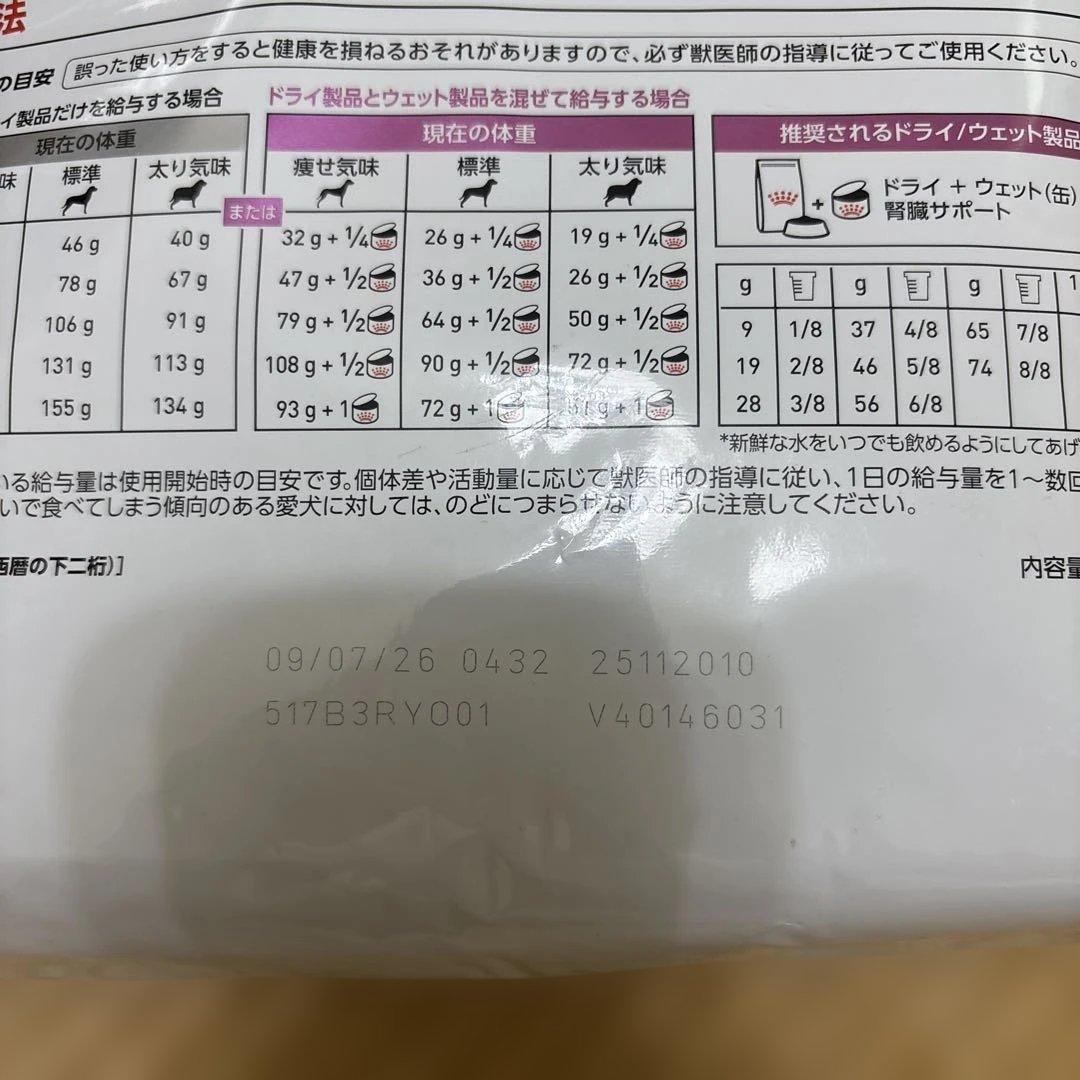 法
の目安 誤った使い方をすると健康を損ねるおそれがありますので、必ず獣医師の指導に従ってご使用ください。
イ製品だけを給与する場合 ドライ製品とウェット製品を混ぜて給与する場合
現在の体重 現在の体重 推奨されるドライ/ウェット製品
味 標準 太り気味 痩せ気味 標準 太り気味
または
ドライ + ウェット(缶)
腎臓サポート
46 g 40 g 32 g + 1/4 26 g + 1/4 19 g + 1/4
78 g 67 g 47 g + 1/2 36 g + 1/2 26 g + 1/2
106 g 91 g 79 g + 1/2 64 g + 1/2 50 g + 1/2
131 g 113 g 108 g + 1/2 90 g + 1/2 72 g + 1/2
155 g 134 g 93 g + 1 72 g + 1 g + 1
g g g 1
9 1/8 37 4/8 65 7/8
19 2/8 46 5/8 74 8/8
28 3/8 56 6/8
*新鮮な水をいつでも飲めるようにしてあげ
いる給与量は使用開始時の目安です。個体差や活動量に応じて獣医師の指導に従い、1日の給与量を1～数回
いで食べてしまう傾向のある愛犬に対しては、のどにつまらせないように注意してください。
西暦の下二桁)]
内容量
09/07/26 0432 25112010
517B3RY001 V40146031